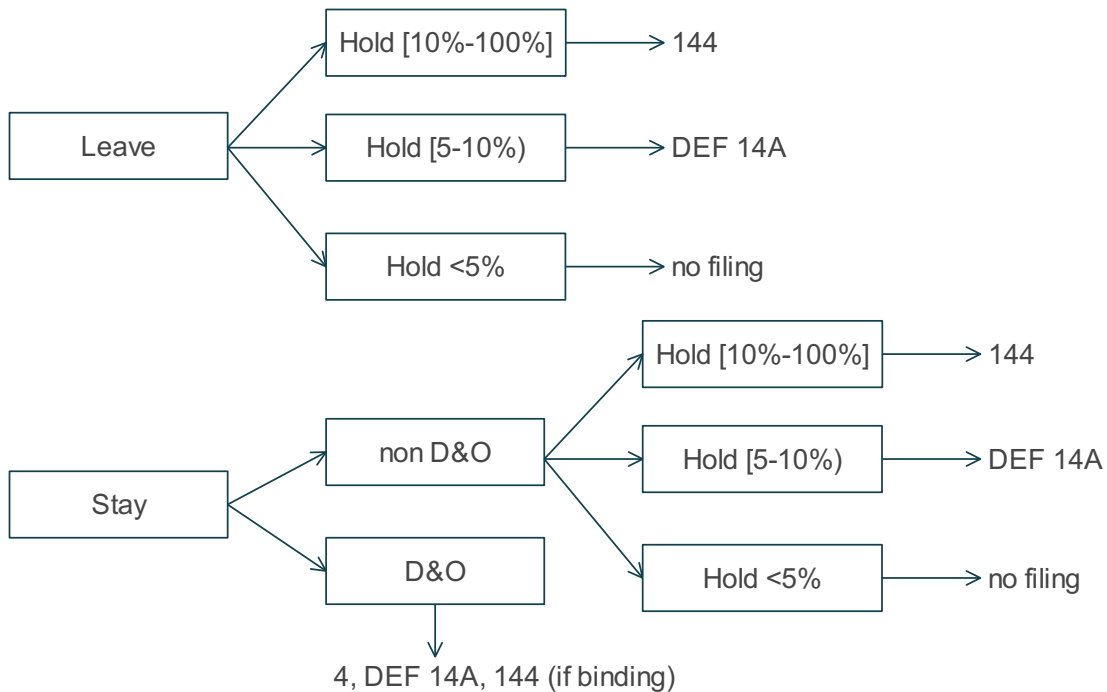 Hold [10%-100%]
144
Leave
Hold [5-10%)
DEF 14A
Hold <5%
no filing
Hold [10%-100%]
144
non D&O
Hold [5-10%)
DEF 14A
Stay
D&O
Hold <5%
no filing
4, DEF 14A, 144 (if binding)